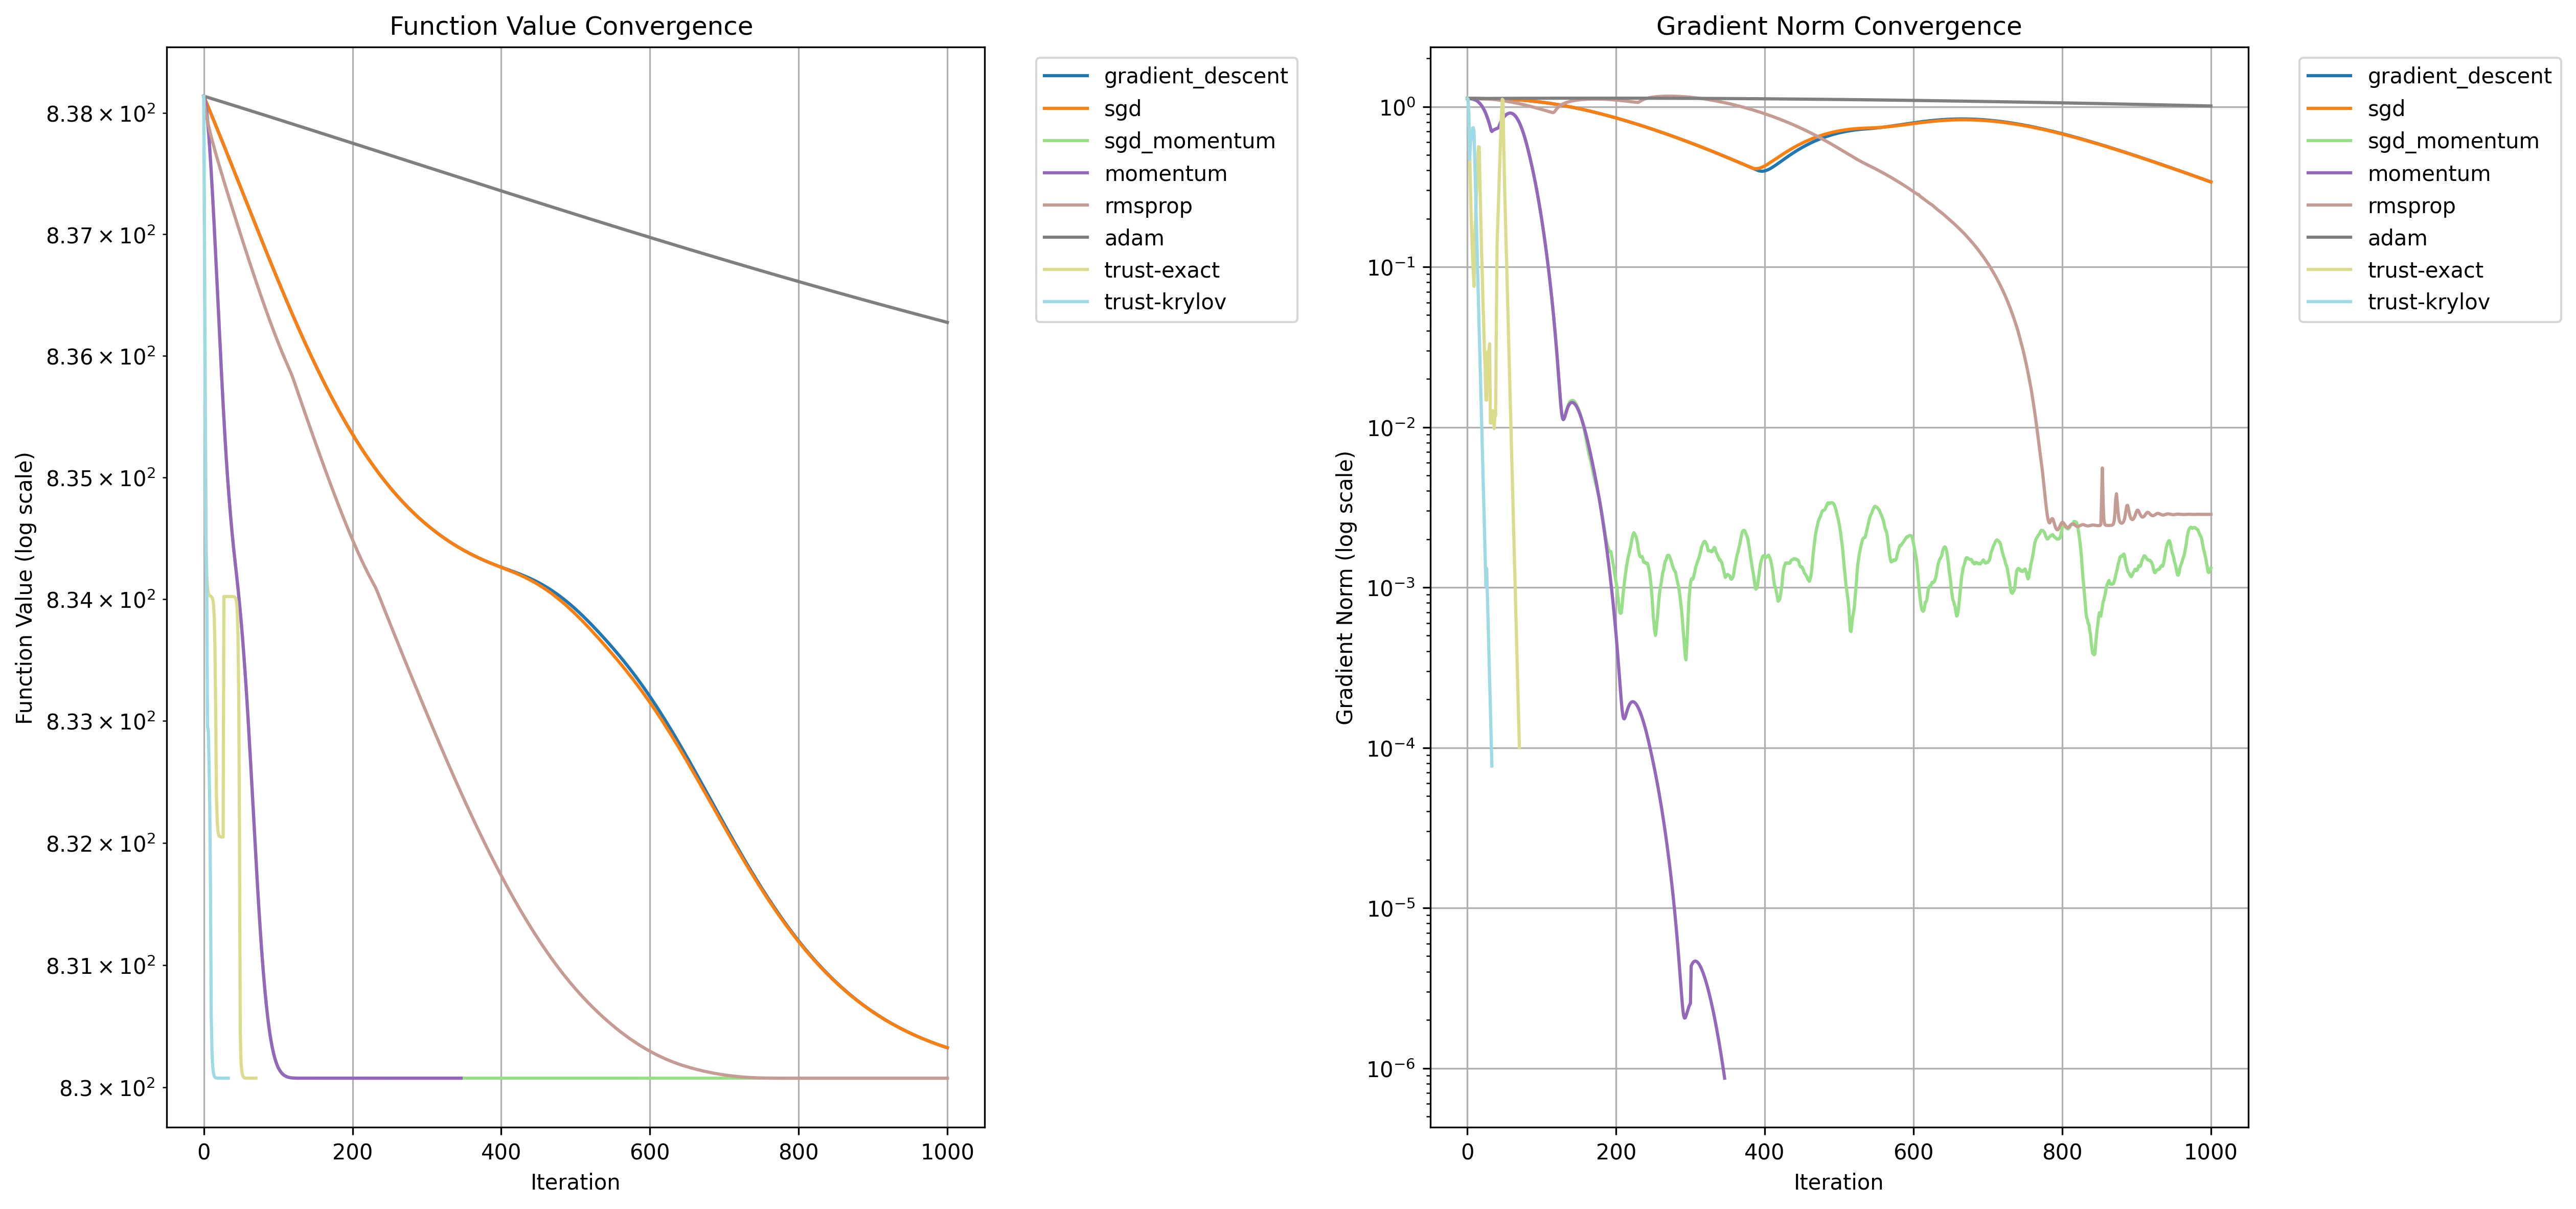 Function Value Convergence
Function Value (log scale)
8.38 × 10²
8.37 × 10²
8.36 × 10²
8.35 × 10²
8.34 × 10²
8.33 × 10²
8.32 × 10²
8.31 × 10²
8.3 × 10²
0 200 400 600 800 1000
Iteration
gradient_descent
sgd
sgd_momentum
momentum
rmsprop
adam
trust-exact
trust-krylov
Gradient Norm Convergence
Gradient Norm (log scale)
10⁰
10⁻¹
10⁻²
10⁻³
10⁻⁴
10⁻⁵
10⁻⁶
0 200 400 600 800 1000
Iteration
gradient_descent
sgd
sgd_momentum
momentum
rmsprop
adam
trust-exact
trust-krylov